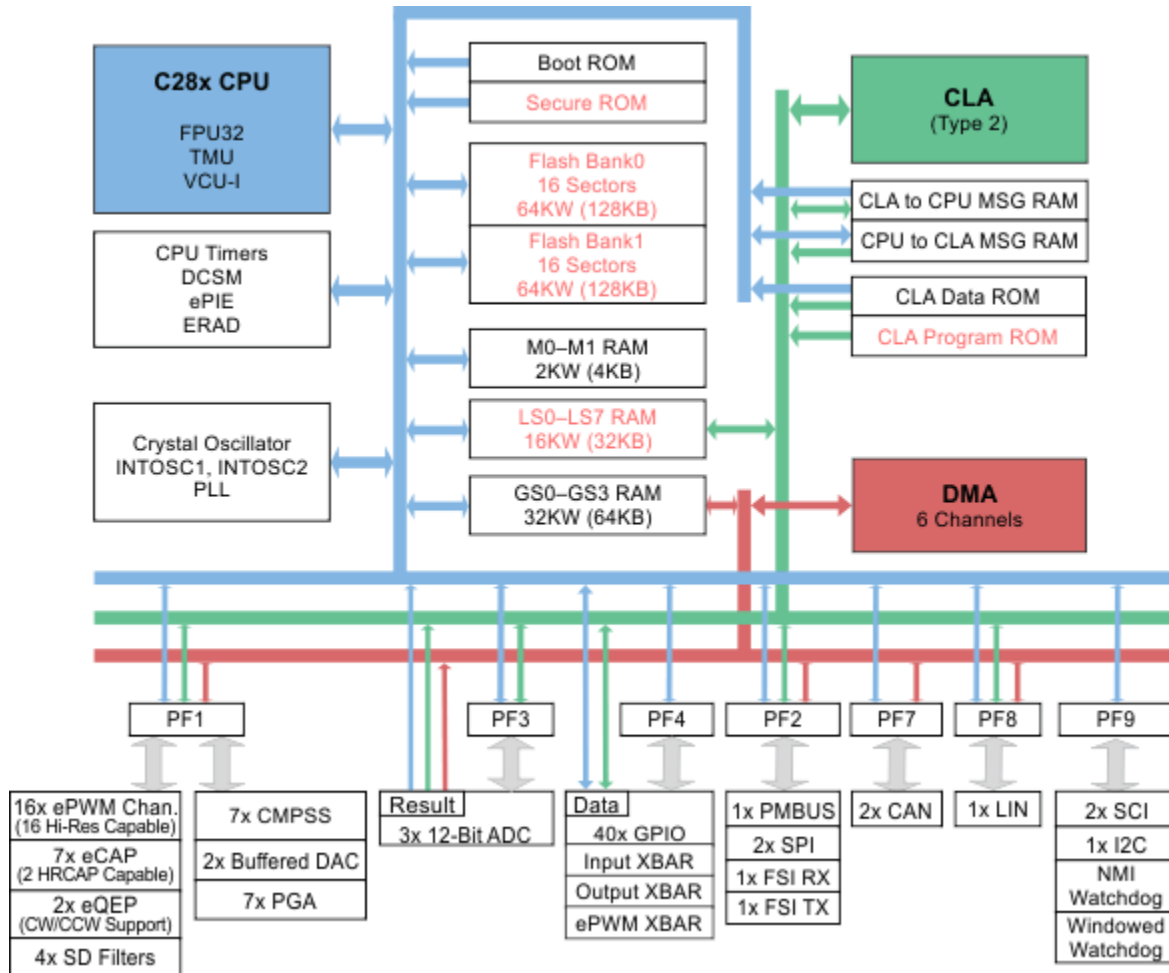 C28x CPU
FPU32
TMU
VCU-I
CPU Timers
DCSM
ePIE
ERAD
Crystal Oscillator
INTOSC1, INTOSC2
PLL
Boot ROM
Secure ROM
Flash Bank0
16 Sectors
64KW (128KB)
Flash Bank1
16 Sectors
64KW (128KB)
M0–M1 RAM
2KW (4KB)
LS0–LS7 RAM
16KW (32KB)
GS0–GS3 RAM
32KW (64KB)
CLA
(Type 2)
CLA to CPU MSG RAM
CPU to CLA MSG RAM
CLA Data ROM
CLA Program ROM
DMA
6 Channels
PF1
PF3
PF4
PF2
PF7
PF8
PF9
16x ePWM Chan.
(16 Hi-Res Capable)
7x eCAP
(2 HRCAP Capable)
2x eQEP
(CW/CCW Support)
4x SD Filters
7x CMPSS
2x Buffered DAC
7x PGA
Result
3x 12-Bit ADC
Data
40x GPIO
Input XBAR
Output XBAR
ePWM XBAR
1x PMBUS
2x SPI
1x FSI RX
1x FSI TX
2x CAN
1x LIN
2x SCI
1x I2C
NMI
Watchdog
Windowed
Watchdog